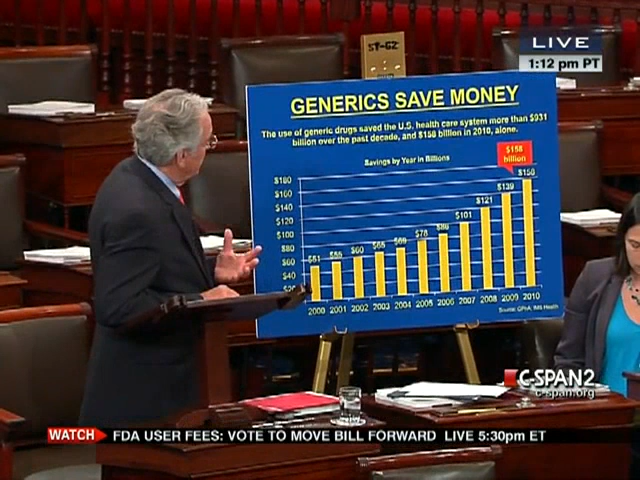 LIVE
1:12 pm PT
ST-62
GENERICS SAVE MONEY
The use of generic drugs saved the U.S. health care system more than $931
billion over the past decade, and $158 billion in 2010, alone.
Savings by Year in Billions
$158
billion
$180
$160
$140
$120
$100
$80
$60
$40
$51
$55
$60
$65
$69
$78
$101
$121
$139
$158
2000 2001 2002 2003 2004 2005 2006 2007 2008 2009 2010
Source: GPhA, IMS Health
C-SPAN2
c-span.org
WATCH FDA USER FEES: VOTE TO MOVE BILL FORWARD LIVE 5:30pm ET